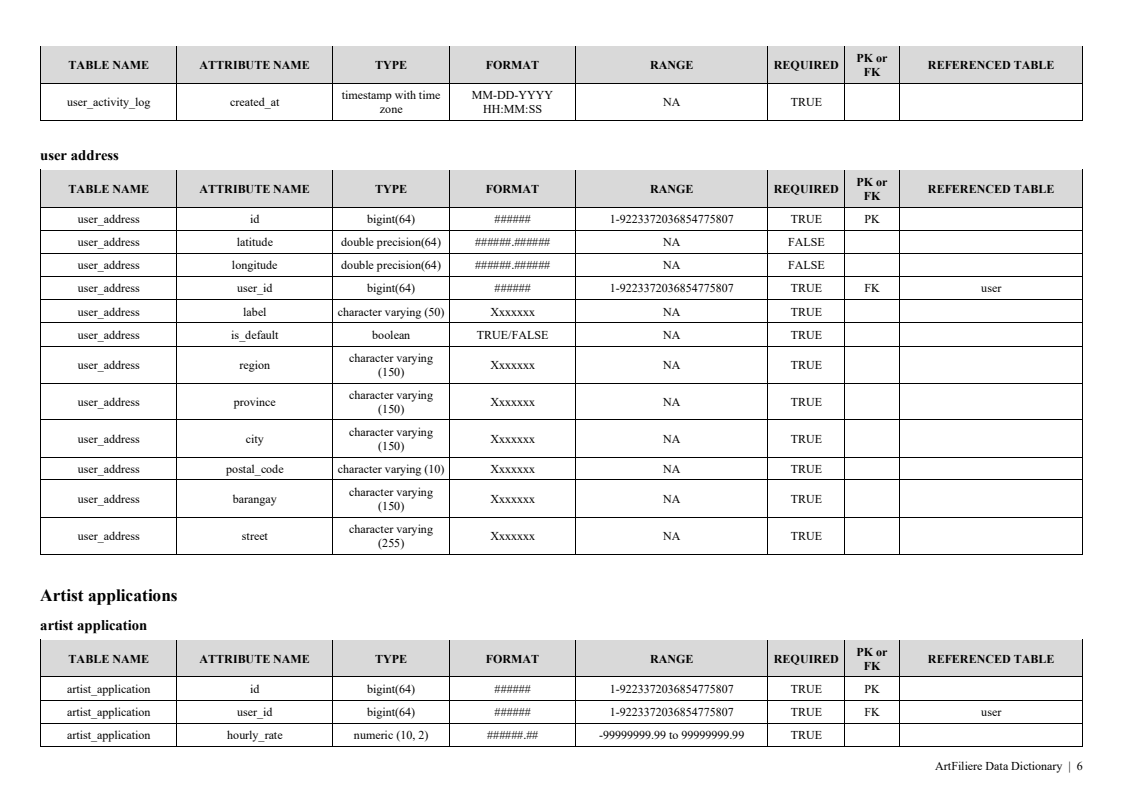 TABLE NAME ATTRIBUTE NAME TYPE FORMAT RANGE REQUIRED PK or FK REFERENCED TABLE
user_activity_log created_at timestamp with time zone MM-DD-YYYY HH:MM:SS NA TRUE
user address
TABLE NAME ATTRIBUTE NAME TYPE FORMAT RANGE REQUIRED PK or FK REFERENCED TABLE
user_address id bigint(64) ###### 1-9223372036854775807 TRUE PK
user_address latitude double precision(64) ######.###### NA FALSE
user_address longitude double precision(64) ######.###### NA FALSE
user_address user_id bigint(64) ###### 1-9223372036854775807 TRUE FK user
user_address label character varying (50) Xxxxxxx NA TRUE
user_address is_default boolean TRUE/FALSE NA TRUE
user_address region character varying (150) Xxxxxxx NA TRUE
user_address province character varying (150) Xxxxxxx NA TRUE
user_address city character varying (150) Xxxxxxx NA TRUE
user_address postal_code character varying (10) Xxxxxxx NA TRUE
user_address barangay character varying (150) Xxxxxxx NA TRUE
user_address street character varying (255) Xxxxxxx NA TRUE
Artist applications
artist application
TABLE NAME ATTRIBUTE NAME TYPE FORMAT RANGE REQUIRED PK or FK REFERENCED TABLE
artist_application id bigint(64) ###### 1-9223372036854775807 TRUE PK
artist_application user_id bigint(64) ###### 1-9223372036854775807 TRUE FK user
artist_application hourly_rate numeric (10, 2) ######.## -99999999.99 to 99999999.99 TRUE
ArtFiliere Data Dictionary | 6